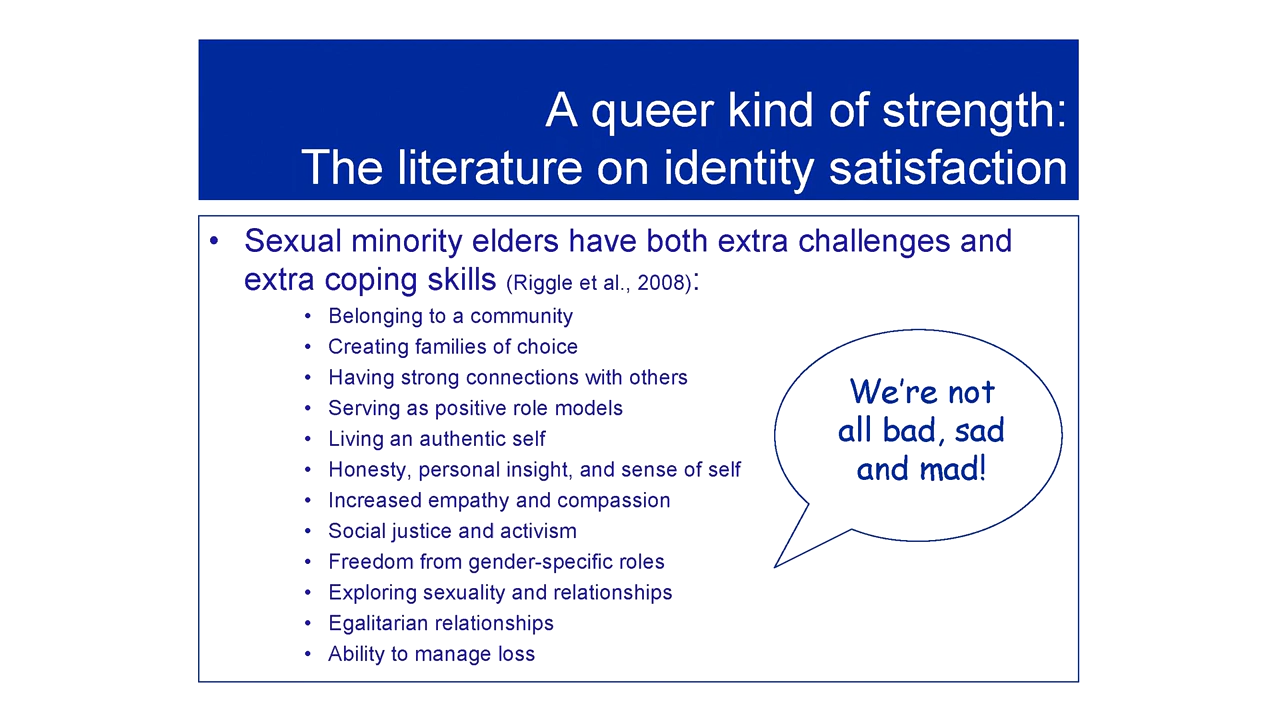 A queer kind of strength:
The literature on identity satisfaction
• Sexual minority elders have both extra challenges and
extra coping skills (Riggle et al., 2008):
• Belonging to a community
• Creating families of choice
• Having strong connections with others
• Serving as positive role models
• Living an authentic self
• Honesty, personal insight, and sense of self
• Increased empathy and compassion
• Social justice and activism
• Freedom from gender-specific roles
• Exploring sexuality and relationships
• Egalitarian relationships
• Ability to manage loss
We’re not
all bad, sad
and mad!